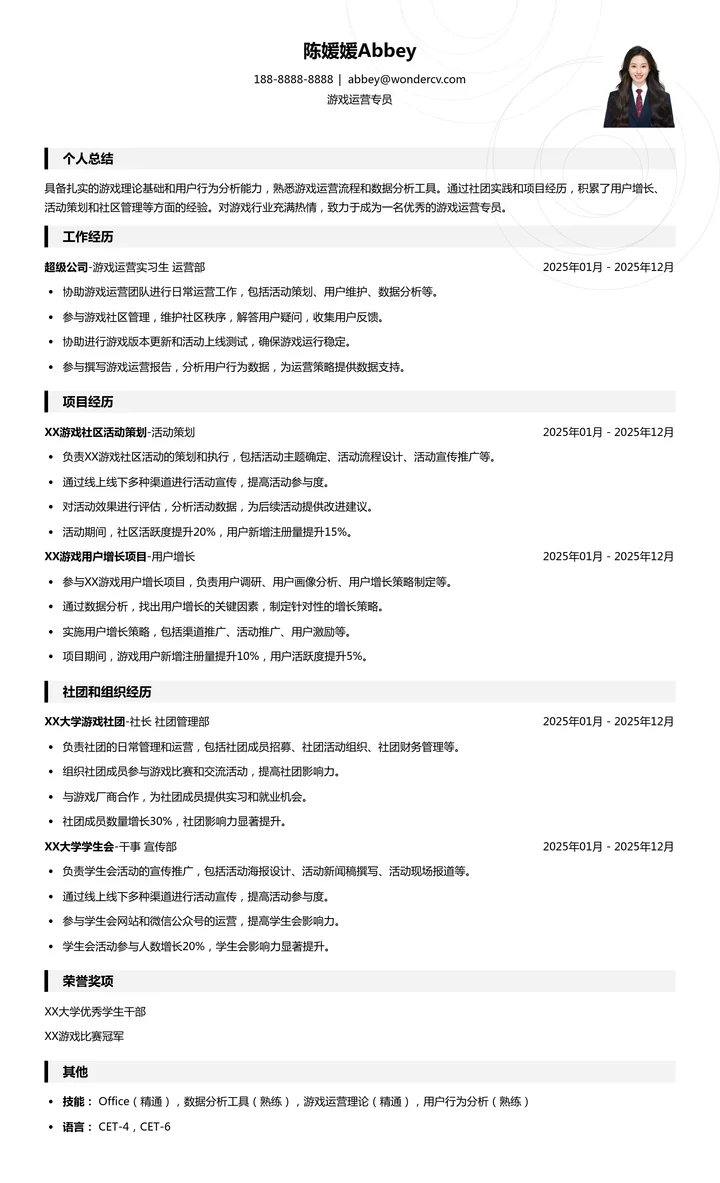 陈媛媛Abbey
188-8888-8888 | abbey@wondercv.com
游戏运营专员
个人总结
具备扎实的游戏理论基础和用户行为分析能力，熟悉游戏运营流程和数据分析工具。通过社团实践和项目经历，积累了用户增长、
活动策划和社区管理等方面的经验。对游戏行业充满热情，致力于成为一名优秀的游戏运营专员。
工作经历
超级公司-游戏运营实习生 运营部 2025年01月 - 2025年12月
• 协助游戏运营团队进行日常运营工作，包括活动策划、用户维护、数据分析等。
• 参与游戏社区管理，维护社区秩序，解答用户疑问，收集用户反馈。
• 协助进行游戏版本更新和活动上线测试，确保游戏运行稳定。
• 参与撰写游戏运营报告，分析用户行为数据，为运营策略提供数据支持。
项目经历
XX游戏社区活动策划-活动策划 2025年01月 - 2025年12月
• 负责XX游戏社区活动的策划和执行，包括活动主题确定、活动流程设计、活动宣传推广等。
• 通过线上线下多种渠道进行活动宣传，提高活动参与度。
• 对活动效果进行评估，分析活动数据，为后续活动提供改进建议。
• 活动期间，社区活跃度提升20%，用户新增注册量提升15%。
XX游戏用户增长项目-用户增长 2025年01月 - 2025年12月
• 参与XX游戏用户增长项目，负责用户调研、用户画像分析、用户增长策略制定等。
• 通过数据分析，找出用户增长的关键因素，制定针对性的增长策略。
• 实施用户增长策略，包括渠道推广、活动推广、用户激励等。
• 项目期间，游戏用户新增注册量提升10%，用户活跃度提升5%。
社团和组织经历
XX大学游戏社团-社长 社团管理部 2025年01月 - 2025年12月
• 负责社团的日常管理和运营，包括社团成员招募、社团活动组织、社团财务管理等。
• 组织社团成员参与游戏比赛和交流活动，提高社团影响力。
• 与游戏厂商合作，为社团成员提供实习和就业机会。
• 社团成员数量增长30%，社团影响力显著提升。
XX大学学生会-干事 宣传部 2025年01月 - 2025年12月
• 负责学生会活动的宣传推广，包括活动海报设计、活动新闻稿撰写、活动现场报道等。
• 通过线上线下多种渠道进行活动宣传，提高活动参与度。
• 参与学生会网站和微信公众号的运营，提高学生会影响力。
• 学生会活动参与人数增长20%，学生会影响力显著提升。
荣誉奖项
XX大学优秀学生干部
XX游戏比赛冠军
其他
• 技能： Office（精通），数据分析工具（熟练），游戏运营理论（精通），用户行为分析（熟练）
• 语言： CET-4，CET-6